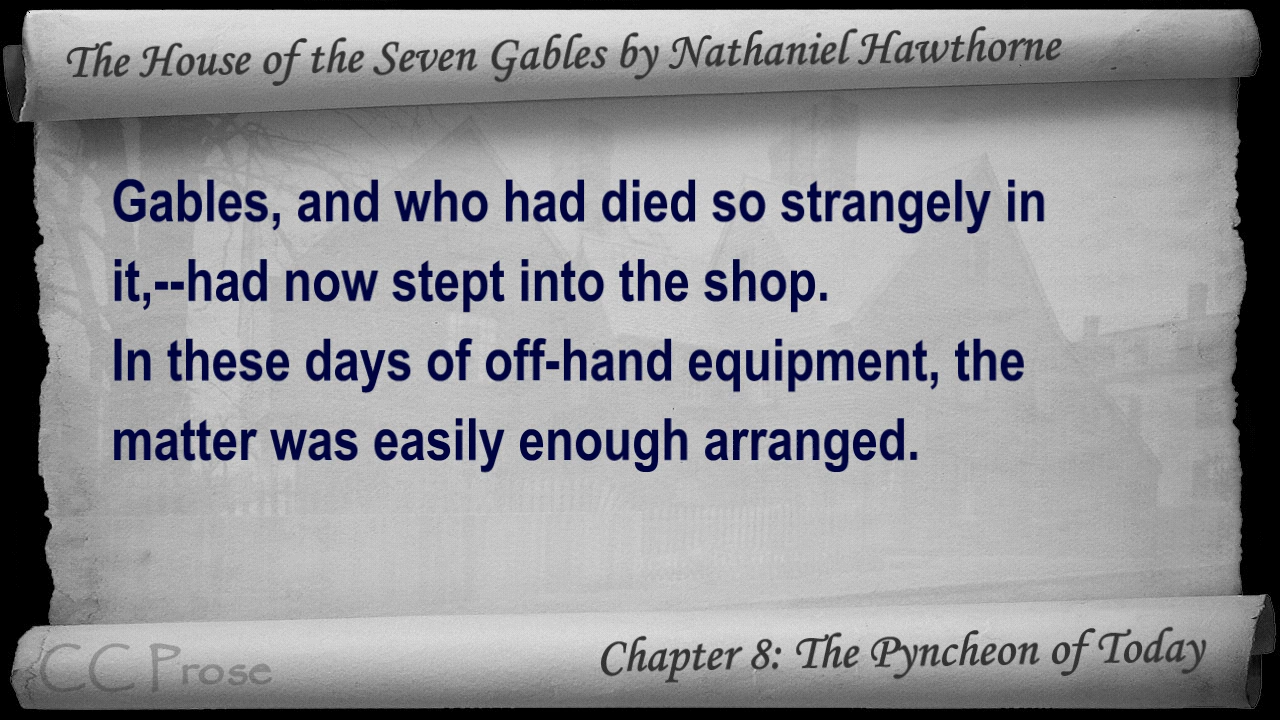 The House of the Seven Gables by Nathaniel Hawthorne
Gables, and who had died so strangely in
it,--had now stept into the shop.
In these days of off-hand equipment, the
matter was easily enough arranged.
CC Prose
Chapter 8: The Pyncheon of Today